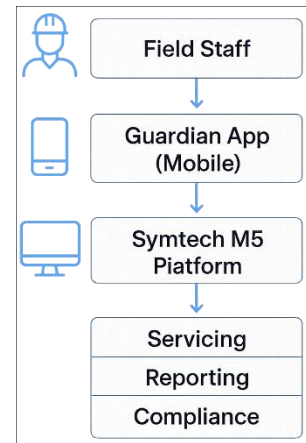 Field Staff
Guardian App
(Mobile)
Symtech M5
Piatform
Servicing
Reporting
Compliance